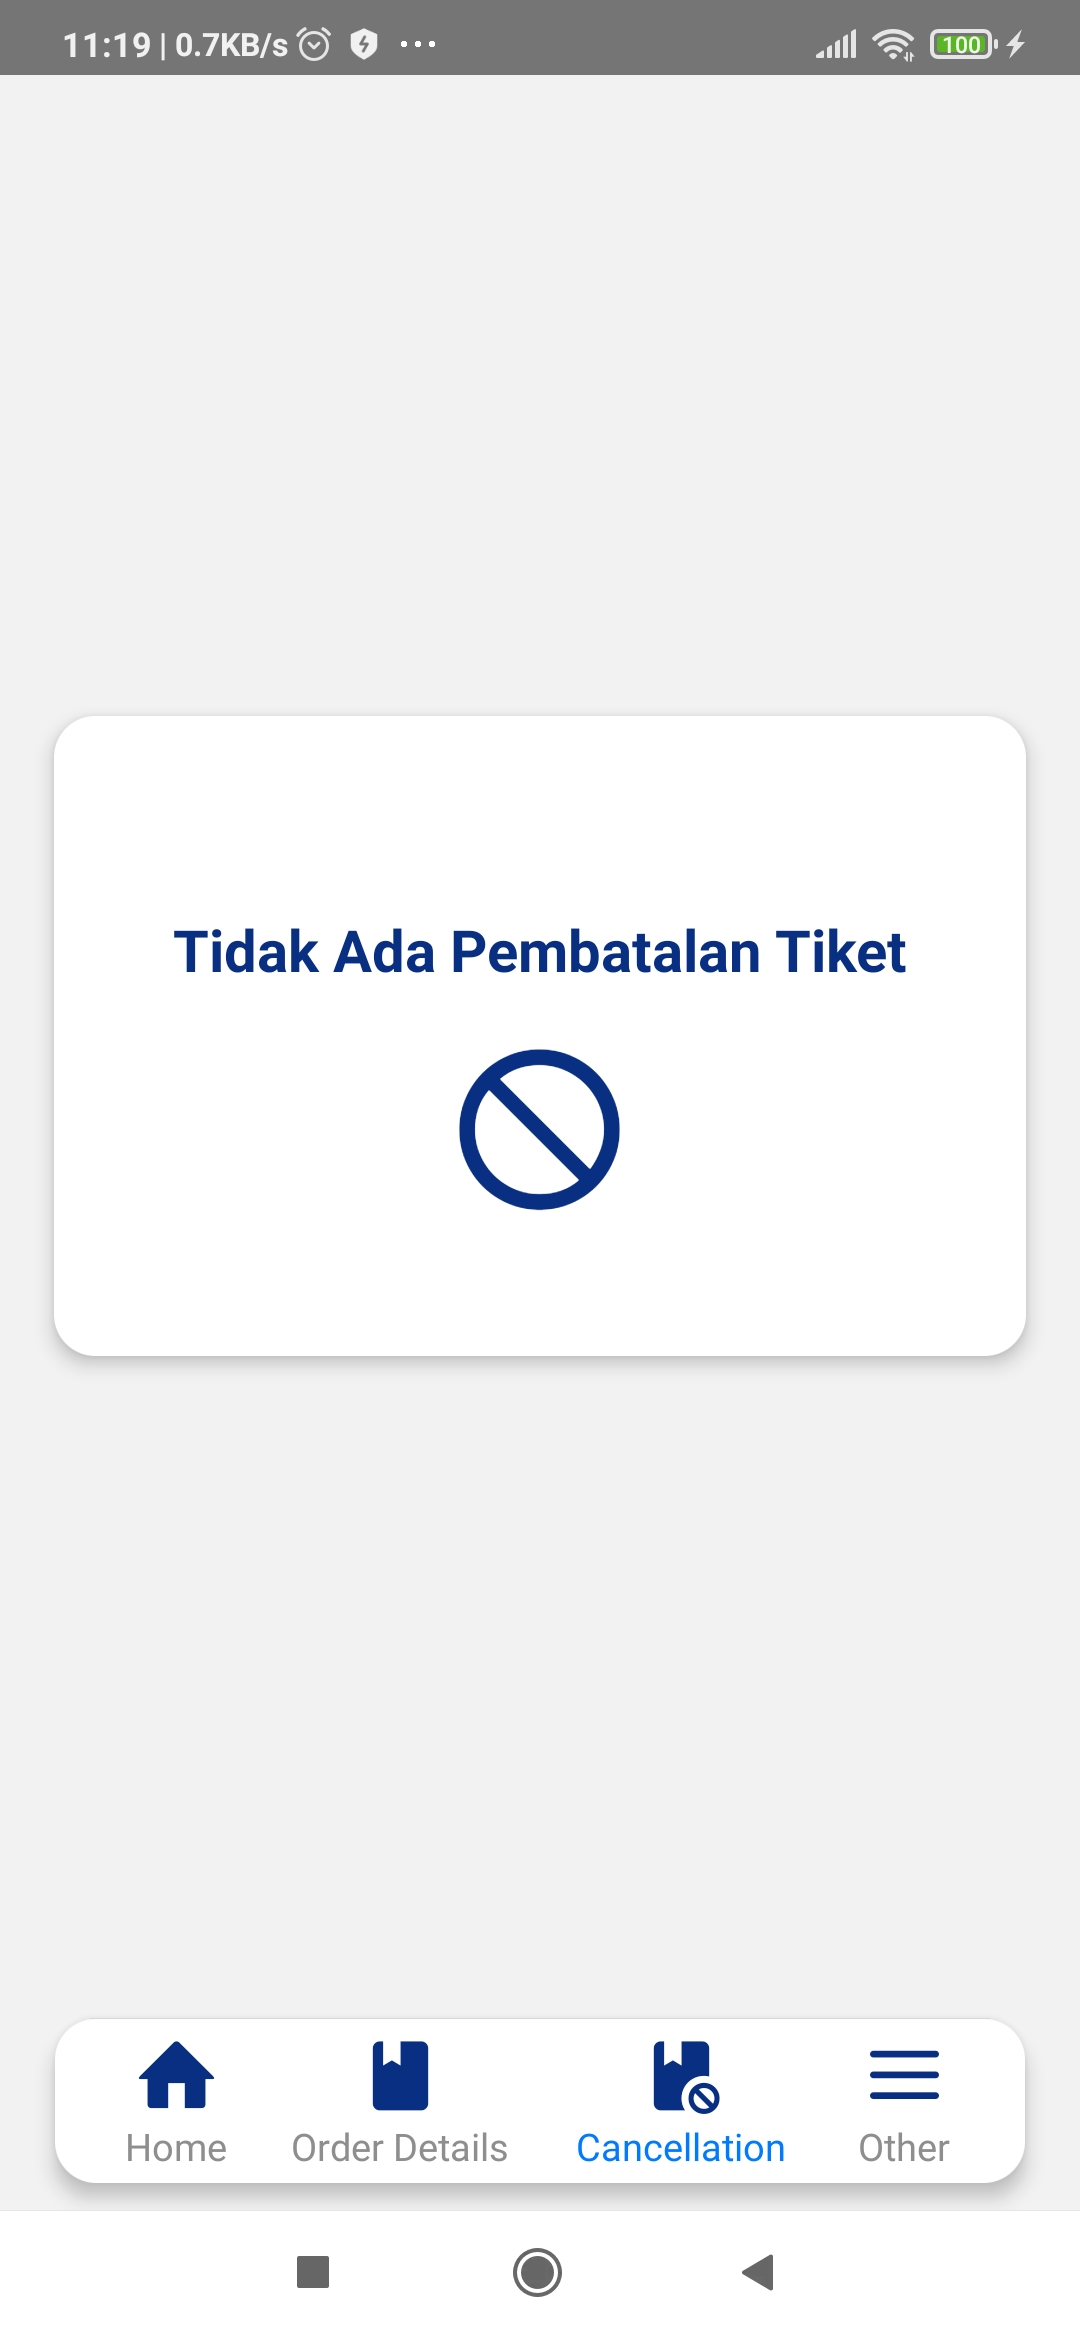 11:19 | 0.7KB/s ... 100
Tidak Ada Pembatalan Tiket
Home Order Details Cancellation Other